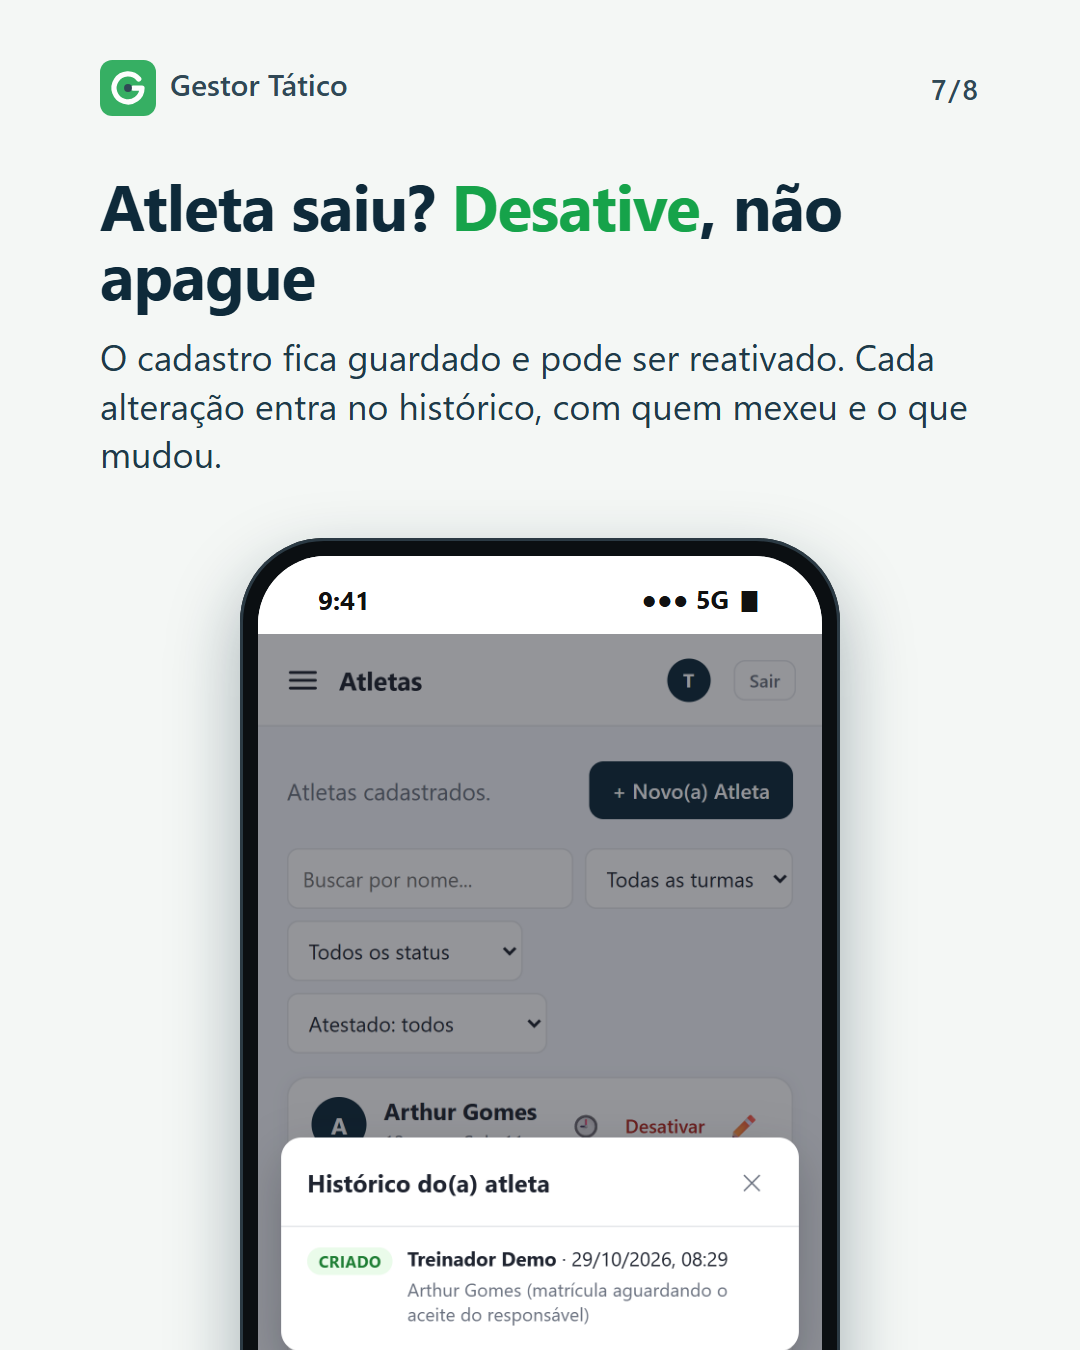 Gestor Tático
7/8
Atleta saiu? Desative, não
apague
O cadastro fica guardado e pode ser reativado. Cada
alteração entra no histórico, com quem mexeu e o que
mudou.
9:41
5G
Atletas
T
Sair
Atletas cadastrados.
+ Novo(a) Atleta
Buscar por nome...
Todas as turmas
Todos os status
Atestado: todos
A
Arthur Gomes
Desativar
Histórico do(a) atleta
CRIADO
Treinador Demo · 29/10/2026, 08:29
Arthur Gomes (matrícula aguardando o
aceite do responsável)